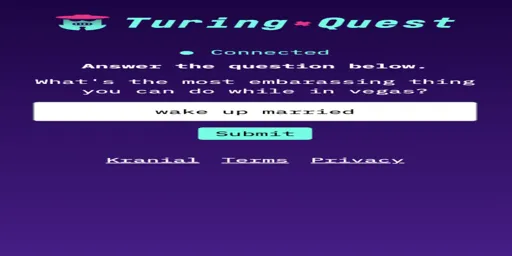 Turing Quest
Connected
Answer the question below.
What's the most embarassing thing
you can do while in vegas?
wake up married
Submit
Kranial Terms Privacy